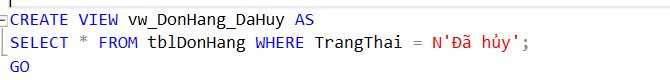 CREATE VIEW vw_DonHang_DaHuy AS
SELECT * FROM tblDonHang WHERE TrangThai = N'Đã hủy';
GO